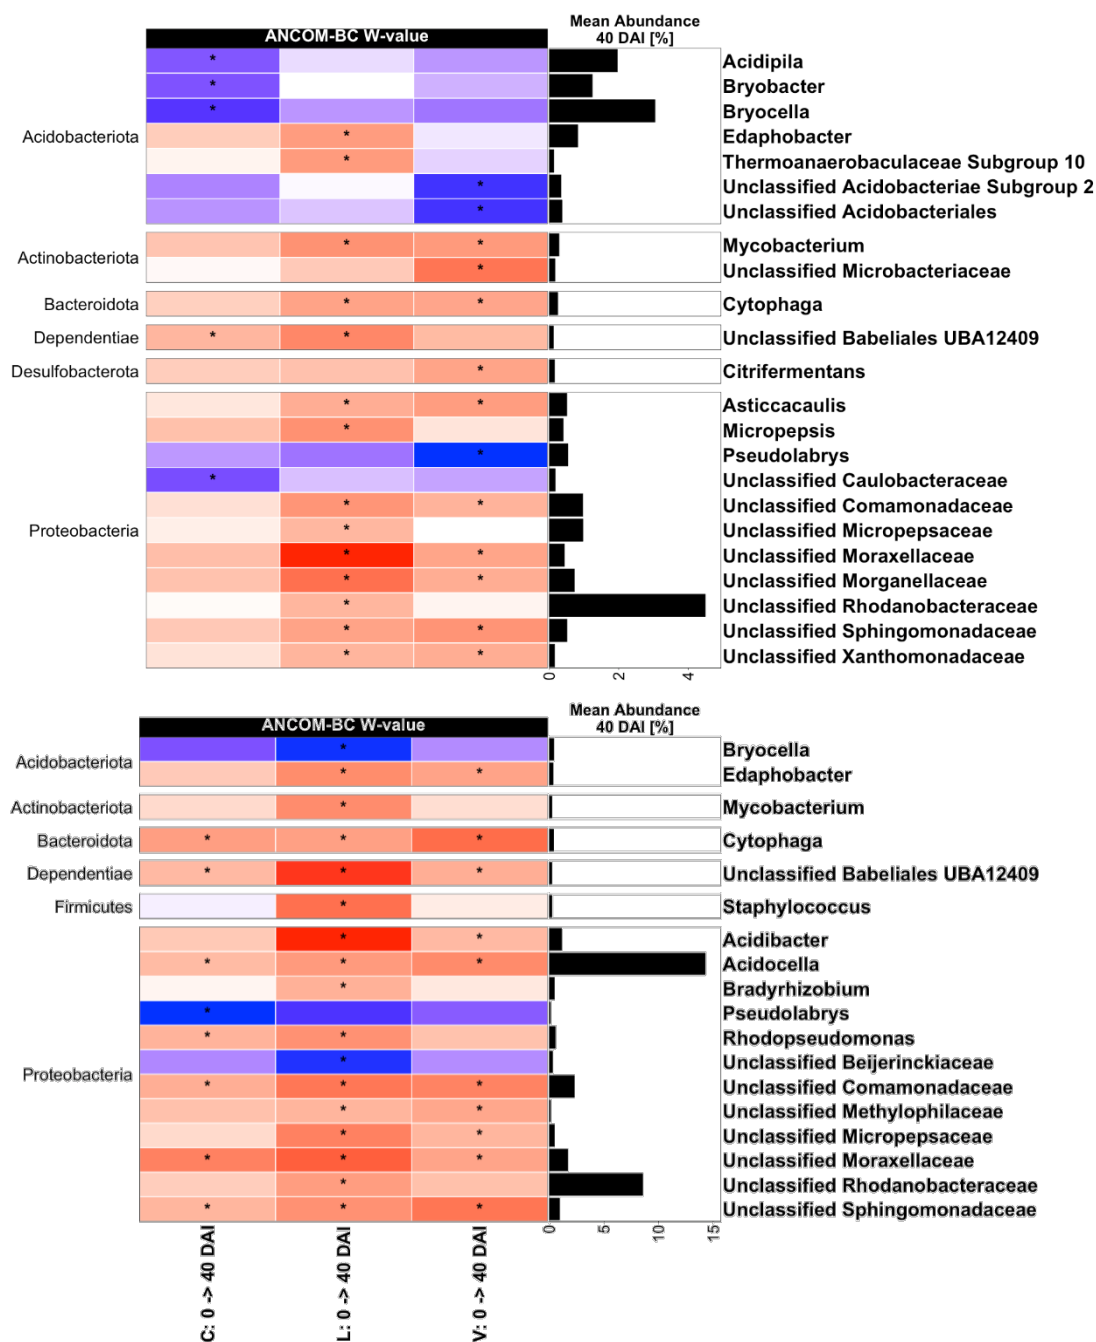 ANCOM-BC W-value
Mean Abundance
40 DAI [%]
Acidobacteriota
* Acidipila
* Bryobacter
* Bryocella
* Edaphobacter
* Thermoanaerobaculaceae Subgroup 10
* Unclassified Acidobacteriae Subgroup 2
* Unclassified Acidobacteriales
Actinobacteriota
* * Mycobacterium
* Unclassified Microbacteriaceae
Bacteroidota * * Cytophaga
Dependentiae * * Unclassified Babeliales UBA12409
Desulfobacterota * Citrifermentans
Proteobacteria
* * Asticcacaulis
* Micropepsis
* Pseudolabrys
* Unclassified Caulobacteraceae
* * Unclassified Comamonadaceae
* Unclassified Micropepsaceae
* * Unclassified Moraxellaceae
* * Unclassified Morganellaceae
* Unclassified Rhodanobacteraceae
* * Unclassified Sphingomonadaceae
* * Unclassified Xanthomonadaceae
0 2 4
ANCOM-BC W-value
Mean Abundance
40 DAI [%]
Acidobacteriota
* Bryocella
* * Edaphobacter
Actinobacteriota * Mycobacterium
Bacteroidota * * * Cytophaga
Dependentiae * * * Unclassified Babeliales UBA12409
Firmicutes * Staphylococcus
Proteobacteria
* * Acidibacter
* * * Acidocella
* Bradyrhizobium
* Pseudolabrys
* * Rhodopseudomonas
* Unclassified Beijerinckiaceae
* * * Unclassified Comamonadaceae
* * Unclassified Methylophilaceae
* * Unclassified Micropepsaceae
* * * Unclassified Moraxellaceae
* Unclassified Rhodanobacteraceae
* * * Unclassified Sphingomonadaceae
0 5 10 15
C: 0 -> 40 DAI
L: 0 -> 40 DAI
V: 0 -> 40 DAI